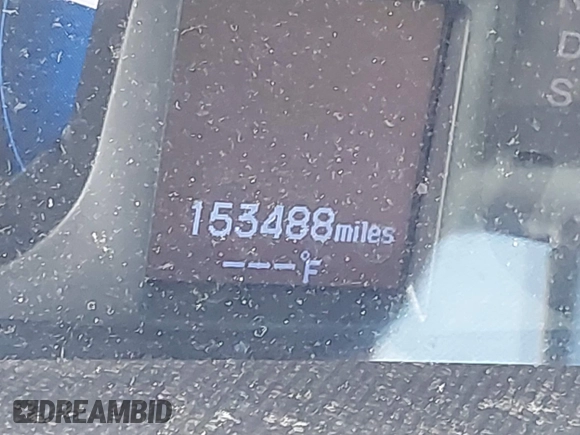 D
S
153488miles
---°F
DREAMBID